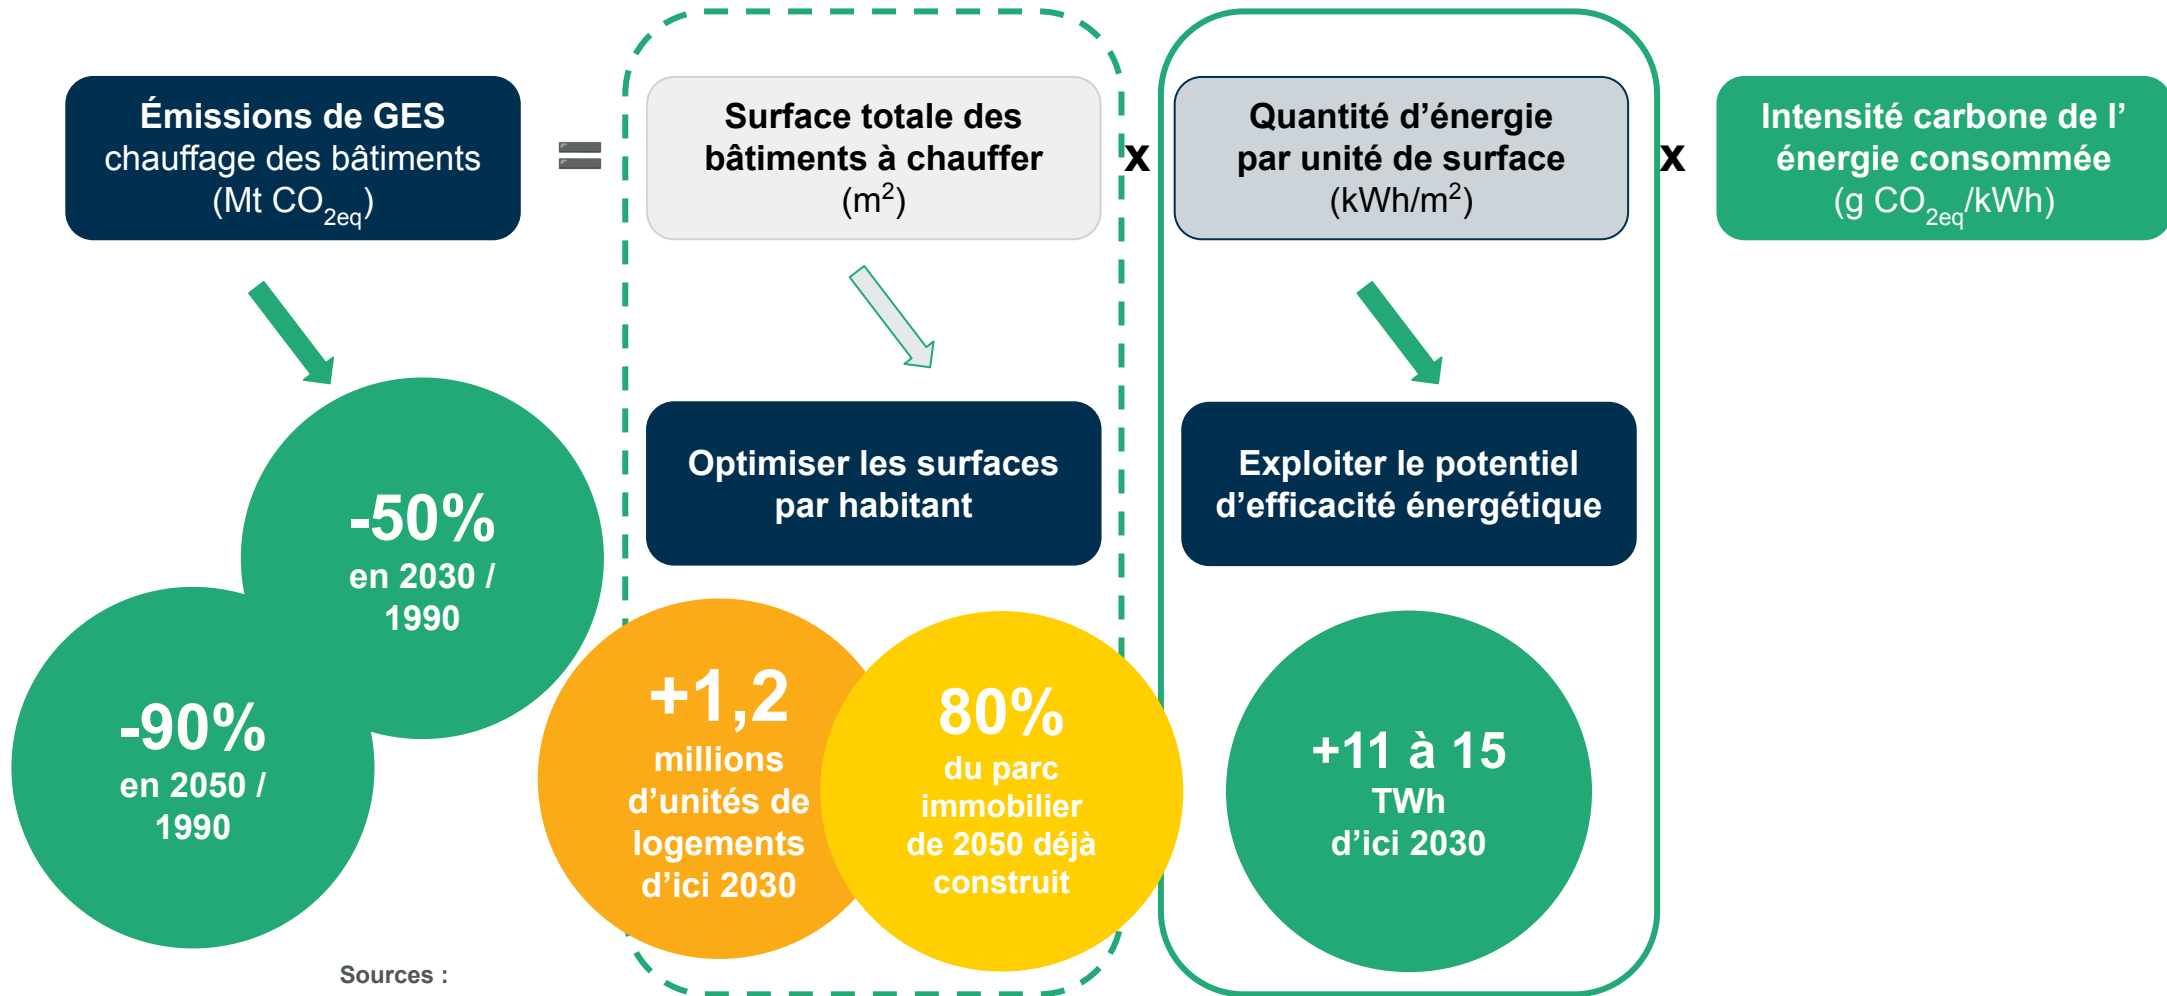 Émissions de GES
chauffage des bâtiments
(Mt CO2eq)
=
Surface totale des
bâtiments à chauffer
(m²)
x
Quantité d’énergie
par unité de surface
(kWh/m²)
x
Intensité carbone de l’
énergie consommée
(g CO2eq/kWh)
Optimiser les surfaces
par habitant
Exploiter le potentiel
d’efficacité énergétique
-50%
en 2030 /
1990
-90%
en 2050 /
1990
+1,2
millions
d’unités de
logements
d’ici 2030
80%
du parc
immobilier
de 2050 déjà
construit
+11 à 15
TWh
d’ici 2030
Sources :